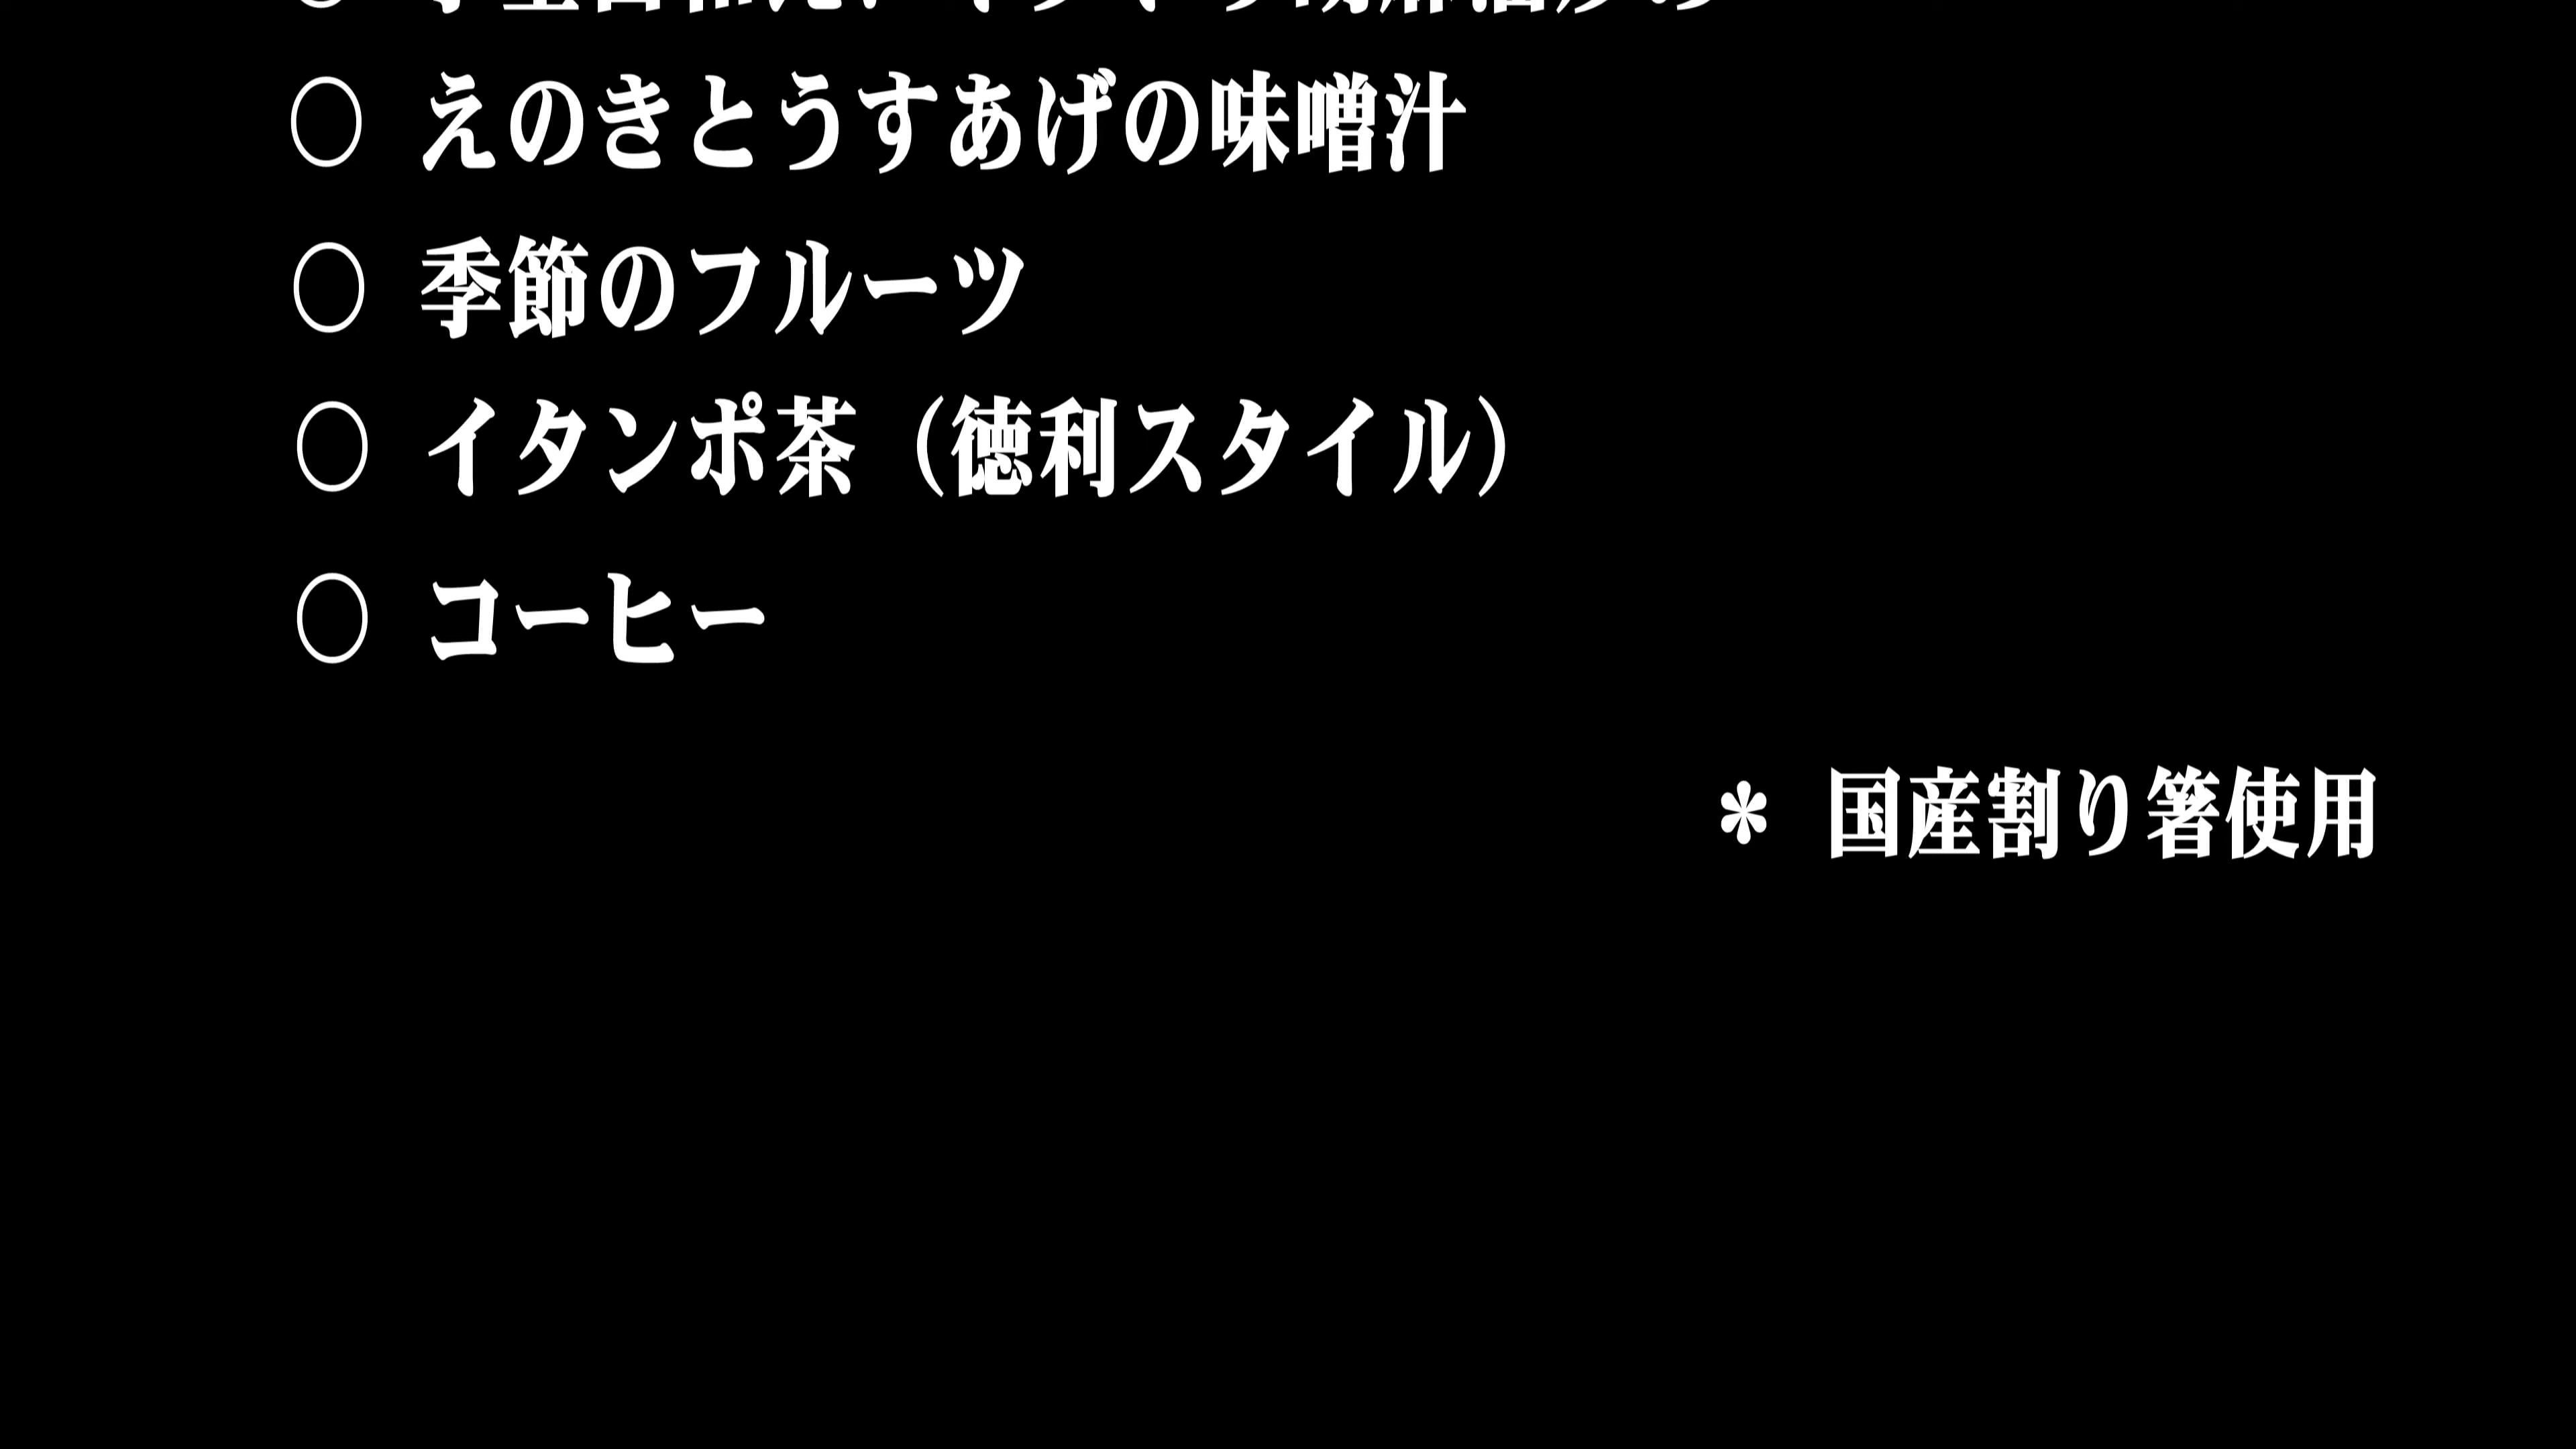 ○ えのきとうすあげの味噌汁
○ 季節のフルーツ
○ イタンポ茶（徳利スタイル）
○ コーヒー
＊ 国産割り箸使用